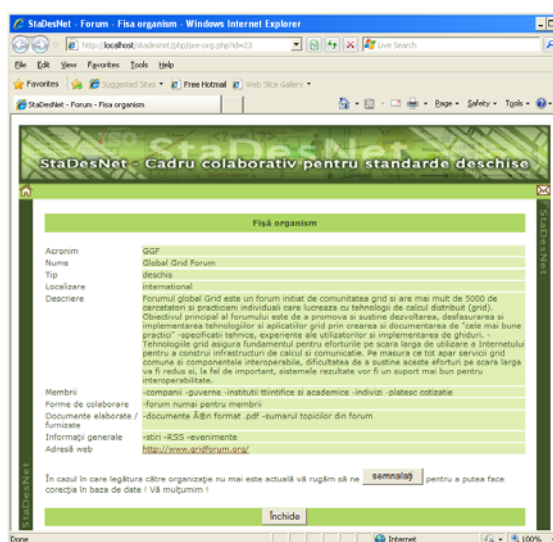 StaDesNet - Forum - Fisa organism - Windows Internet Explorer
http://localhost/stadesnet/php/pre-org.php?id=23
Live Search
File Edit View Favorites Tools Help
Favorites Suggested Sites Free Hotmail Web Slice Gallery
StaDesNet - Forum - Fisa organism
Page Safety Tools
StaDesNet
StaDesNet - Cadru colaborativ pentru standarde deschise
StaDesNet
Fişă organism
Acronim GGF
Nume Global Grid Forum
Tip deschis
Localizare international
Descriere Forumul global Grid este un forum initiat de comunitatea grid si are mai mult de 5000 de
cercetatori si practicieni individuali care lucreaza cu tehnologii de calcul distribuit (grid).
Obiectivul principal al forumului este de a promova si sustine dezvoltarea, desfasurarea si
implementarea tehnologiilor si aplicatiilor grid prin crearea si documentarea de "cele mai bune
practici" -specificatii tehnice, experiente ale utilizatorilor si implementarea de ghiduri. -
Tehnologiile grid asigura fundamentul pentru eforturile pe scara larga de utilizare a Internetului
pentru a construi infrastructuri de calcul si comunicatie. Pe masura ce tot apar servicii grid
comune si componentele interoperabile, dificultatea de a sustine aceste eforturi pe scara larga
va fi redus si, la fel de important, sistemele rezultate vor fi un suport mai bun pentru
interoperabilitate.
Membrii -companii -guverne -institutii ttiintifice si academice -indivizi -platesc cotizatie
Forme de colaborare -forum numai pentru membrii
Documente elaborate / -documente Ã®n format .pdf -sumarul topicilor din forum
furnizate
Informaţii generale -stiri -RSS -evenimente
Adresă web http://www.gridforum.org/
În cazul în care legătura către organizaţie nu mai este actuală vă rugăm să ne semnalaţi pentru a putea face
corecţia în baza de date ! Vă mulţumim !
StaDesNet
Închide
Done Internet 100%